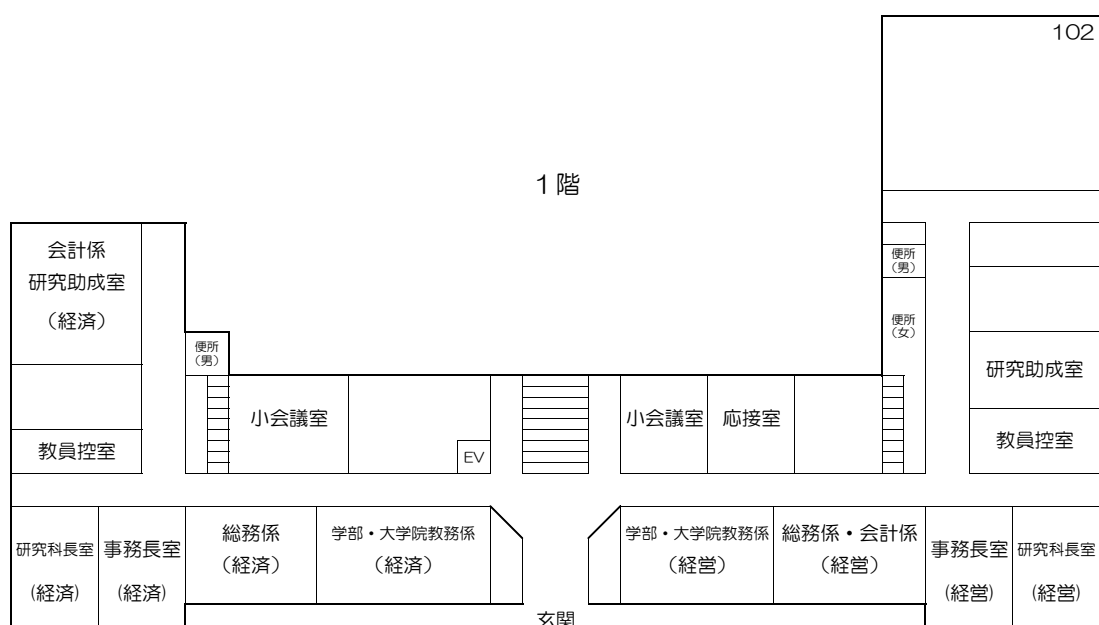 102
1階
会計係
研究助成室
（経済）
便所
（男）
便所
（男）
便所
（女）
研究助成室
教員控室
小会議室
EV
小会議室
応接室
教員控室
研究科長室
(経済)
事務長室
(経済)
総務係
（経済）
学部・大学院教務係
（経済）
学部・大学院教務係
（経営）
総務係・会計係
（経営）
事務長室
(経営)
研究科長室
(経営)
玄関